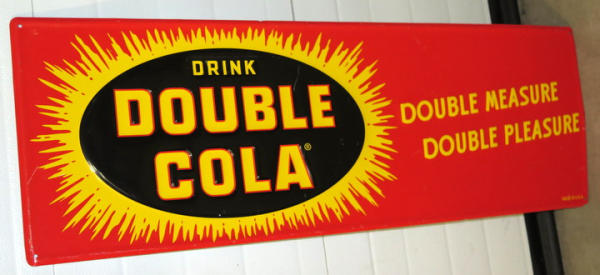 DRINK
DOUBLE
COLA®
DOUBLE MEASURE
DOUBLE PLEASURE